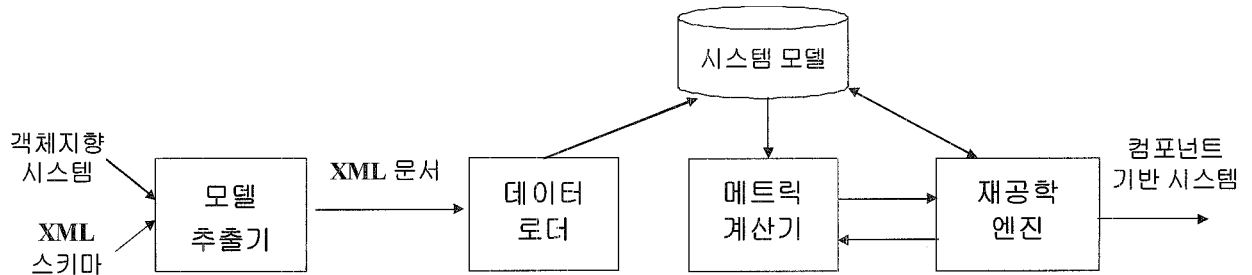 시스템 모델
객체지향
시스템
XML
스키마
모델
추출기
XML 문서
데이터
로더
메트릭
계산기
재공학
엔진
컴포넌트
기반 시스템